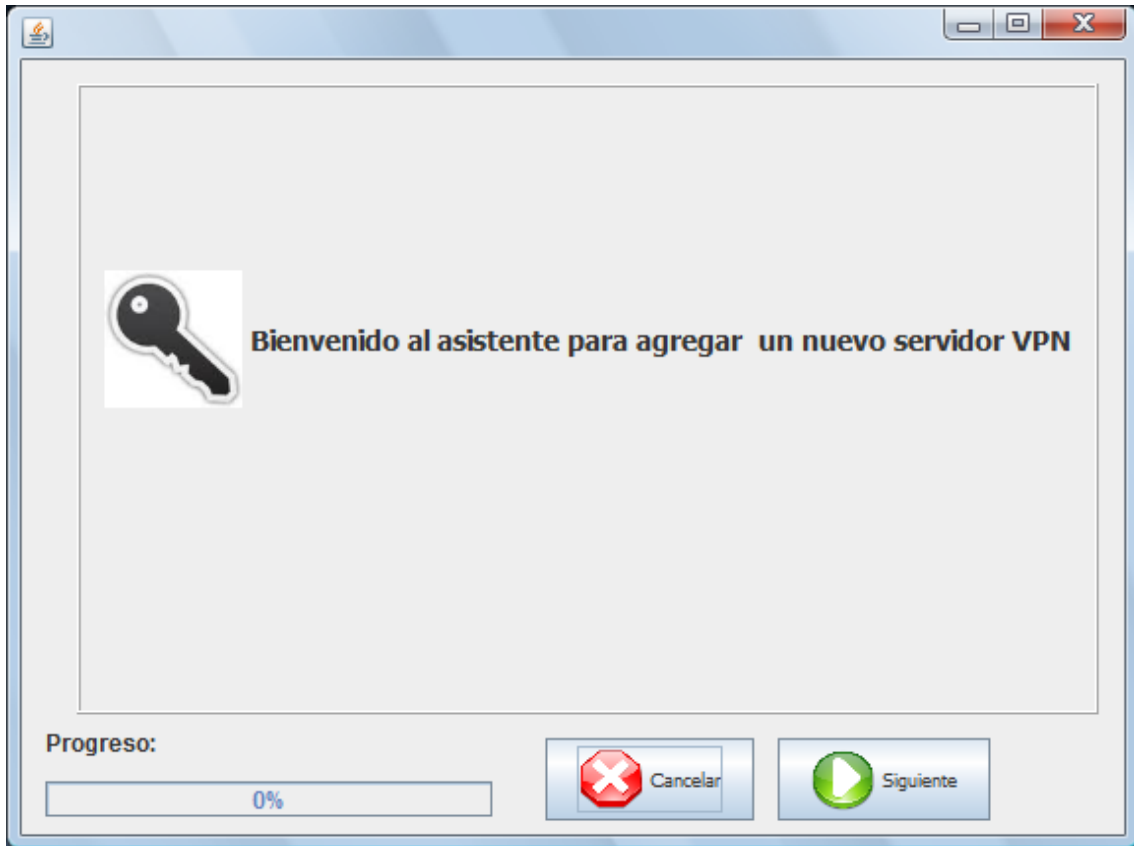 Bienvenido al asistente para agregar  un nuevo servidor VPN
Progreso:
0%
Cancelar
Siguiente